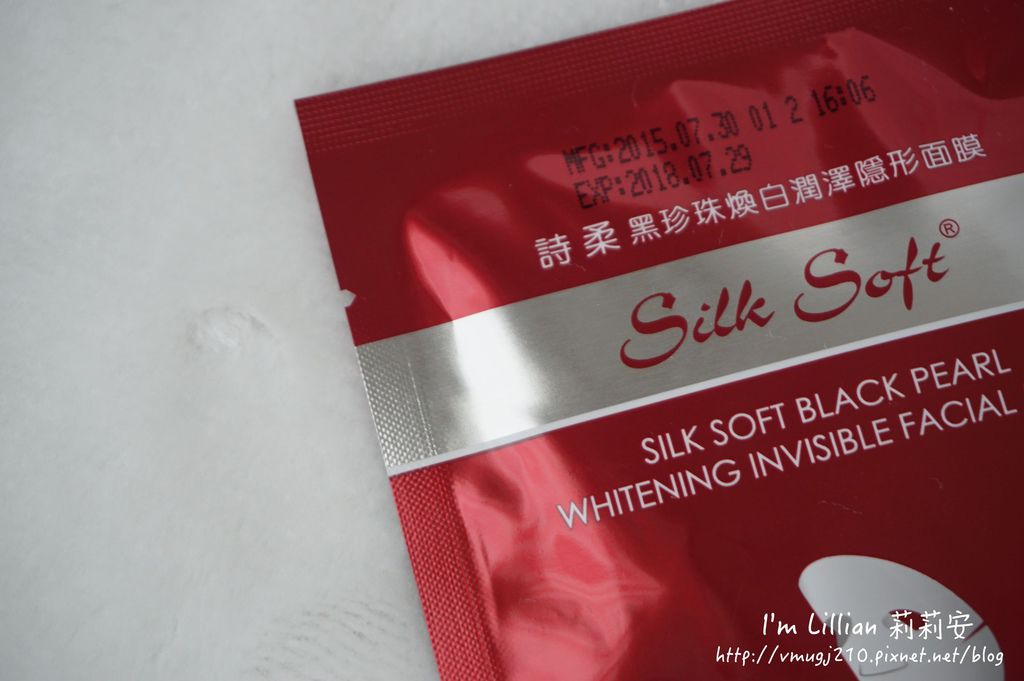 MFG:2015.07.30 01 2 16:06
EXP:2018.07.29
詩柔 黑珍珠煥白潤澤隱形面膜
Silk Soft®
SILK SOFT BLACK PEARL
WHITENING INVISIBLE FACIAL
I'm Lillian 莉莉安
http://vmugj210.pixnet.net/blog